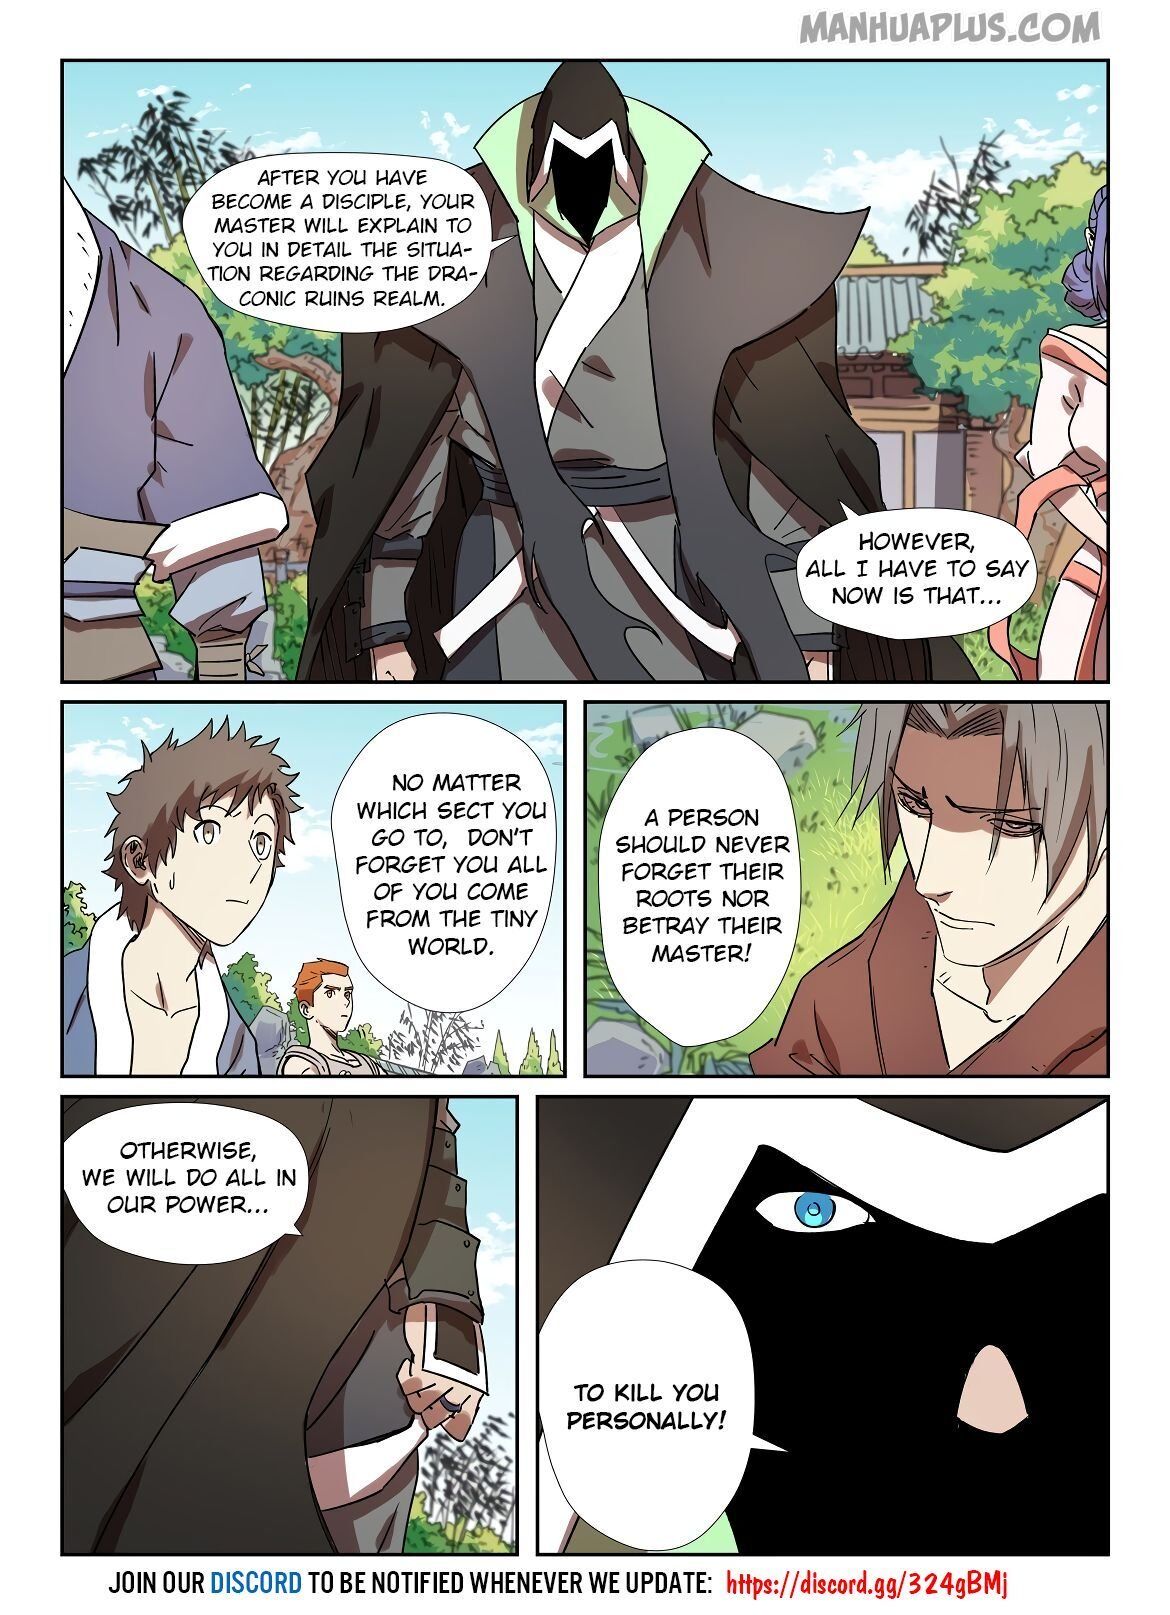 MANHUAPLUS.COM
AFTER YOU HAVE
BECOME A DISCIPLE, YOUR
MASTER WILL EXPLAIN TO
YOU IN DETAIL THE SITUA-
TION REGARDING THE DRA-
CONIC RUINS REALM.
HOWEVER,
ALL I HAVE TO SAY
NOW IS THAT...
NO MATTER
WHICH SECT YOU
GO TO, DON'T
FORGET YOU ALL
OF YOU COME
FROM THE TINY
WORLD.
A PERSON
SHOULD NEVER
FORGET THEIR
ROOTS NOR
BETRAY THEIR
MASTER!
OTHERWISE,
WE WILL DO ALL IN
OUR POWER...
TO KILL YOU
PERSONALLY!
JOIN OUR DISCORD TO BE NOTIFIED WHENEVER WE UPDATE: https://discord.gg/324gBMj